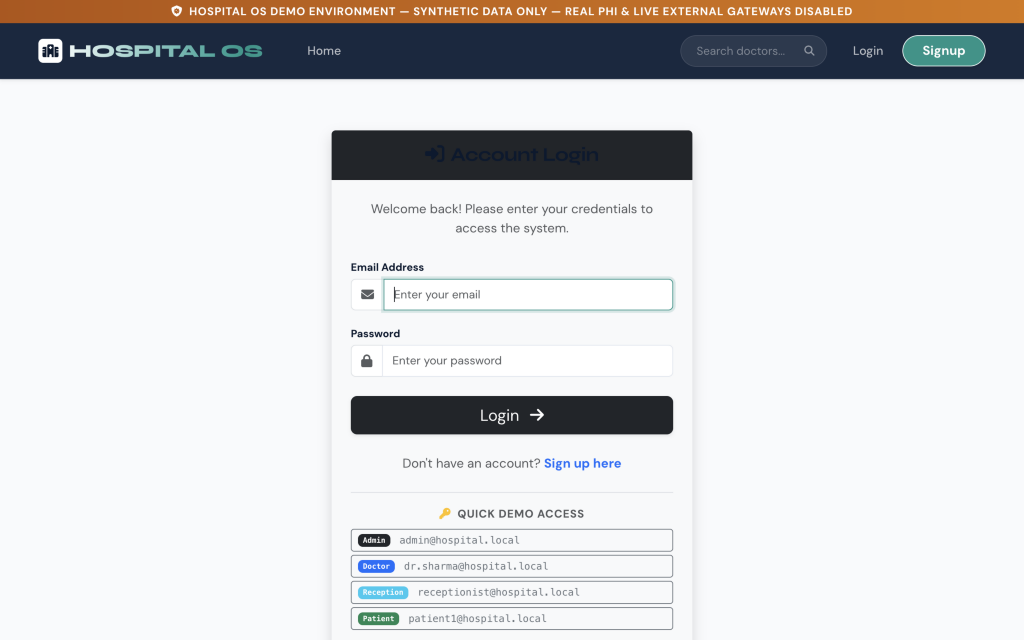 HOSPITAL OS DEMO ENVIRONMENT — SYNTHETIC DATA ONLY — REAL PHI & LIVE EXTERNAL GATEWAYS DISABLED
HOSPITAL OS
Home
Search doctors...
Login
Signup
Account Login
Welcome back! Please enter your credentials to
access the system.
Email Address
Enter your email
Password
Enter your password
Login
Don't have an account? Sign up here
QUICK DEMO ACCESS
Admin admin@hospital.local
Doctor dr.sharma@hospital.local
Reception receptionist@hospital.local
Patient patient1@hospital.local